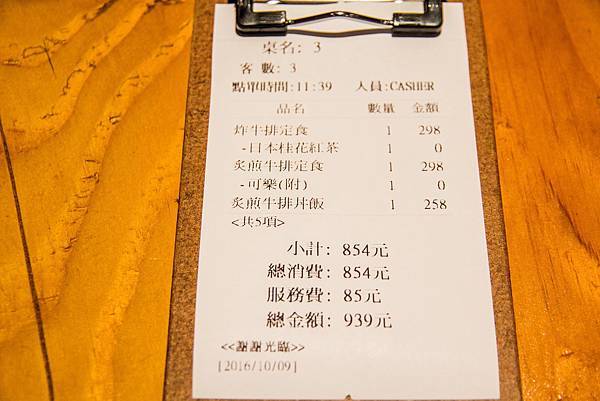 桌名: 3
客 數: 3
點單時間:11:39 人員:CASHER
品名 數量 金額
炸牛排定食 1 298
-日本桂花紅茶 1 0
炙煎牛排定食 1 298
-可樂(附) 1 0
炙煎牛排丼飯 1 258
<共5項>
小計: 854元
總消費: 854元
服務費: 85元
總金額: 939元
<<謝謝光臨>>
[2016/10/09]